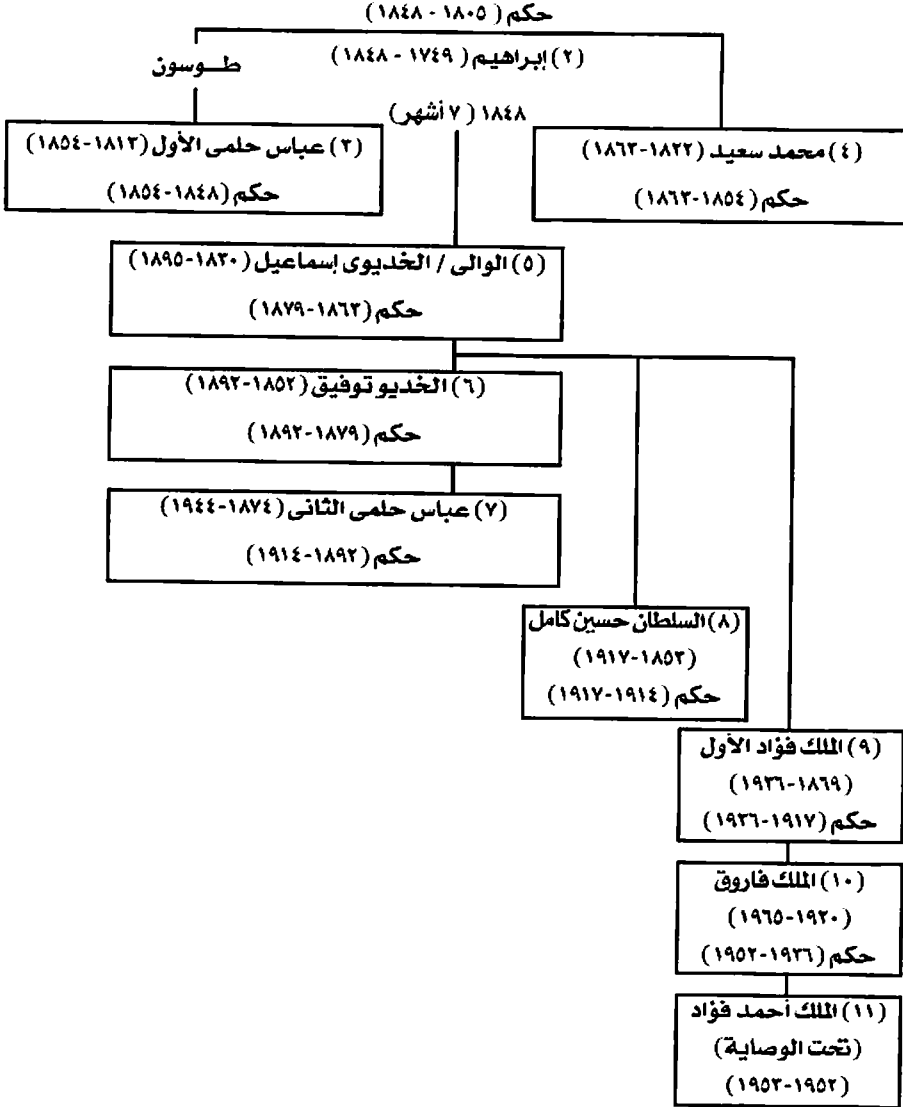 حكم (١٨٠٥ - ١٨٤٨)
(٢) إبراهيم (١٧٤٩ - ١٨٤٨)
طوسون
١٨٤٨ (٧ أشهر)
(٣) عباس حلمى الأول (١٨١٣-١٨٥٤)
حكم (١٨٤٨-١٨٥٤)
(٤) محمد سعيد (١٨٢٢-١٨٦٣)
حكم (١٨٥٤-١٨٦٣)
(٥) الوالى / الخديوى إسماعيل (١٨٣٠-١٨٩٥)
حكم (١٨٦٣-١٨٧٩)
(٦) الخديو توفيق (١٨٥٢-١٨٩٢)
حكم (١٨٧٩-١٨٩٢)
(٧) عباس حلمى الثانى (١٨٧٤-١٩٤٤)
حكم (١٨٩٢-١٩١٤)
(٨) السلطان حسين كامل
(١٨٥٣-١٩١٧)
حكم (١٩١٤-١٩١٧)
(٩) الملك فؤاد الأول
(١٨٦٩-١٩٣٦)
حكم (١٩١٧-١٩٣٦)
(١٠) الملك فاروق
(١٩٢٠-١٩٦٥)
حكم (١٩٣٦-١٩٥٢)
(١١) الملك أحمد فؤاد
(تحت الوصاية)
(١٩٥٢-١٩٥٣)